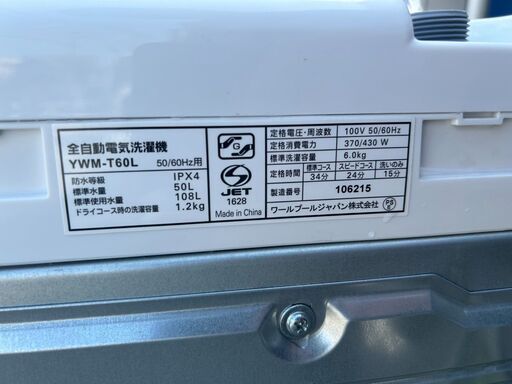 全自動電気洗濯機
YWM-T60L 50/60Hz用
防水等級 IPX4
標準水量 50L
標準使用水量 108L
ドライコース時の洗濯容量 1.2kg
G
S
JET
1628
Made in China
定格電圧・周波数 100V 50/60Hz
定格消費電力 370/430 W
標準洗濯容量 6.0kg
定格時間 標準コース スピードコース 洗いのみ
34分 24分 15分
製造番号 106215
ワールプールジャパン株式会社
PS
E